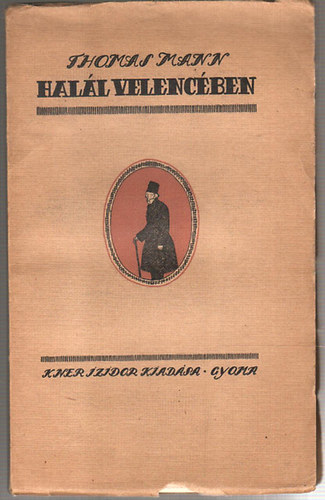 THOMAS MANN
HALÁL VELENCÉBEN
KNER IZIDOR KIADÁSA · GYOMA